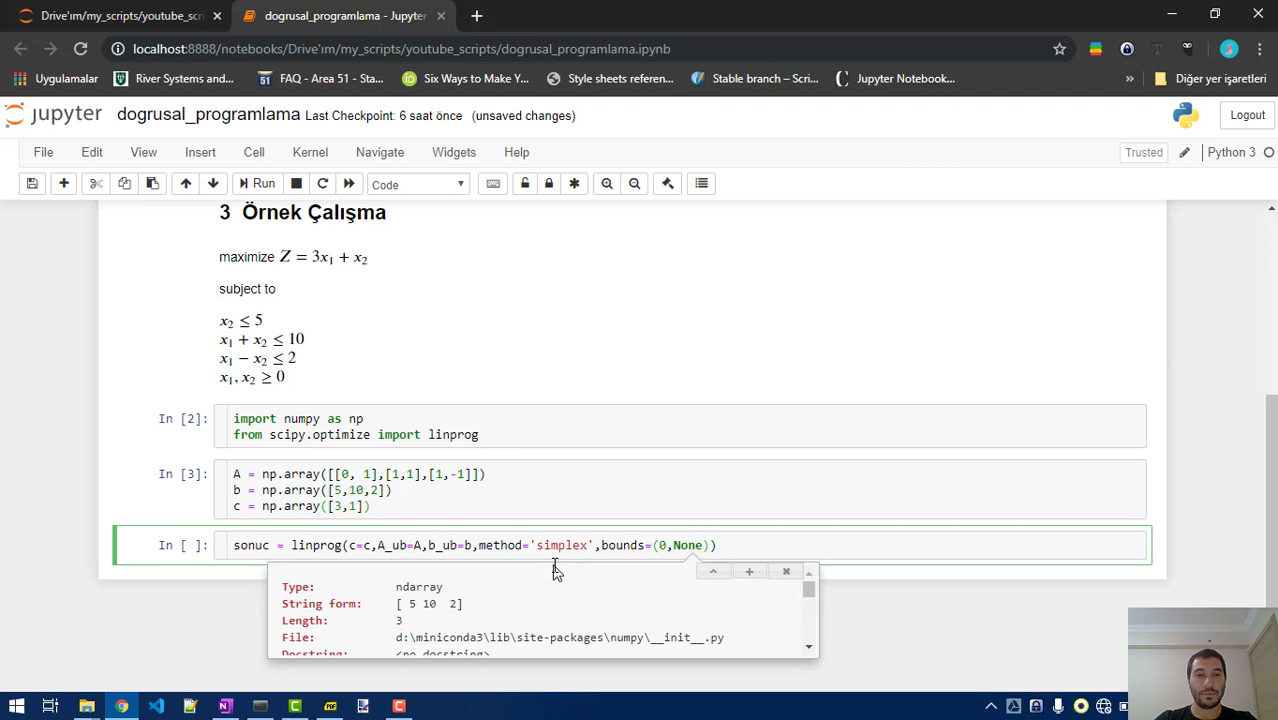 Drive'ım/my_scripts/youtube_scr
dogrusal_programlama - Jupyter
localhost:8888/notebooks/Drive'ım/my_scripts/youtube_scripts/dogrusal_programlama.ipynb
Uygulamalar
River Systems and...
51
FAQ - Area 51 - Sta...
Six Ways to Make Y...
Style sheets referen...
Stable branch — Scri...
Jupyter Notebook...
»
Diğer yer işaretleri
jupyter
dogrusal_programlama Last Checkpoint: 6 saat önce (unsaved changes)
Logout
File Edit View Insert Cell Kernel Navigate Widgets Help
Trusted
Python 3
Run
Code
3 Örnek Çalışma
maximize Z = 3x₁ + x₂
subject to
x₂ ≤ 5
x₁ + x₂ ≤ 10
x₁ − x₂ ≤ 2
x₁, x₂ ≥ 0
In [2]:
import numpy as np
from scipy.optimize import linprog
In [3]:
A = np.array([[0, 1],[1,1],[1,-1]])
b = np.array([5,10,2])
c = np.array([3,1])
In [ ]:
sonuc = linprog(c=c,A_ub=A,b_ub=b,method='simplex',bounds=(0,None))
Type: ndarray
String form: [ 5 10  2]
Length: 3
File: d:\miniconda3\lib\site-packages\numpy\__init__.py
Docstring: <no docstring>